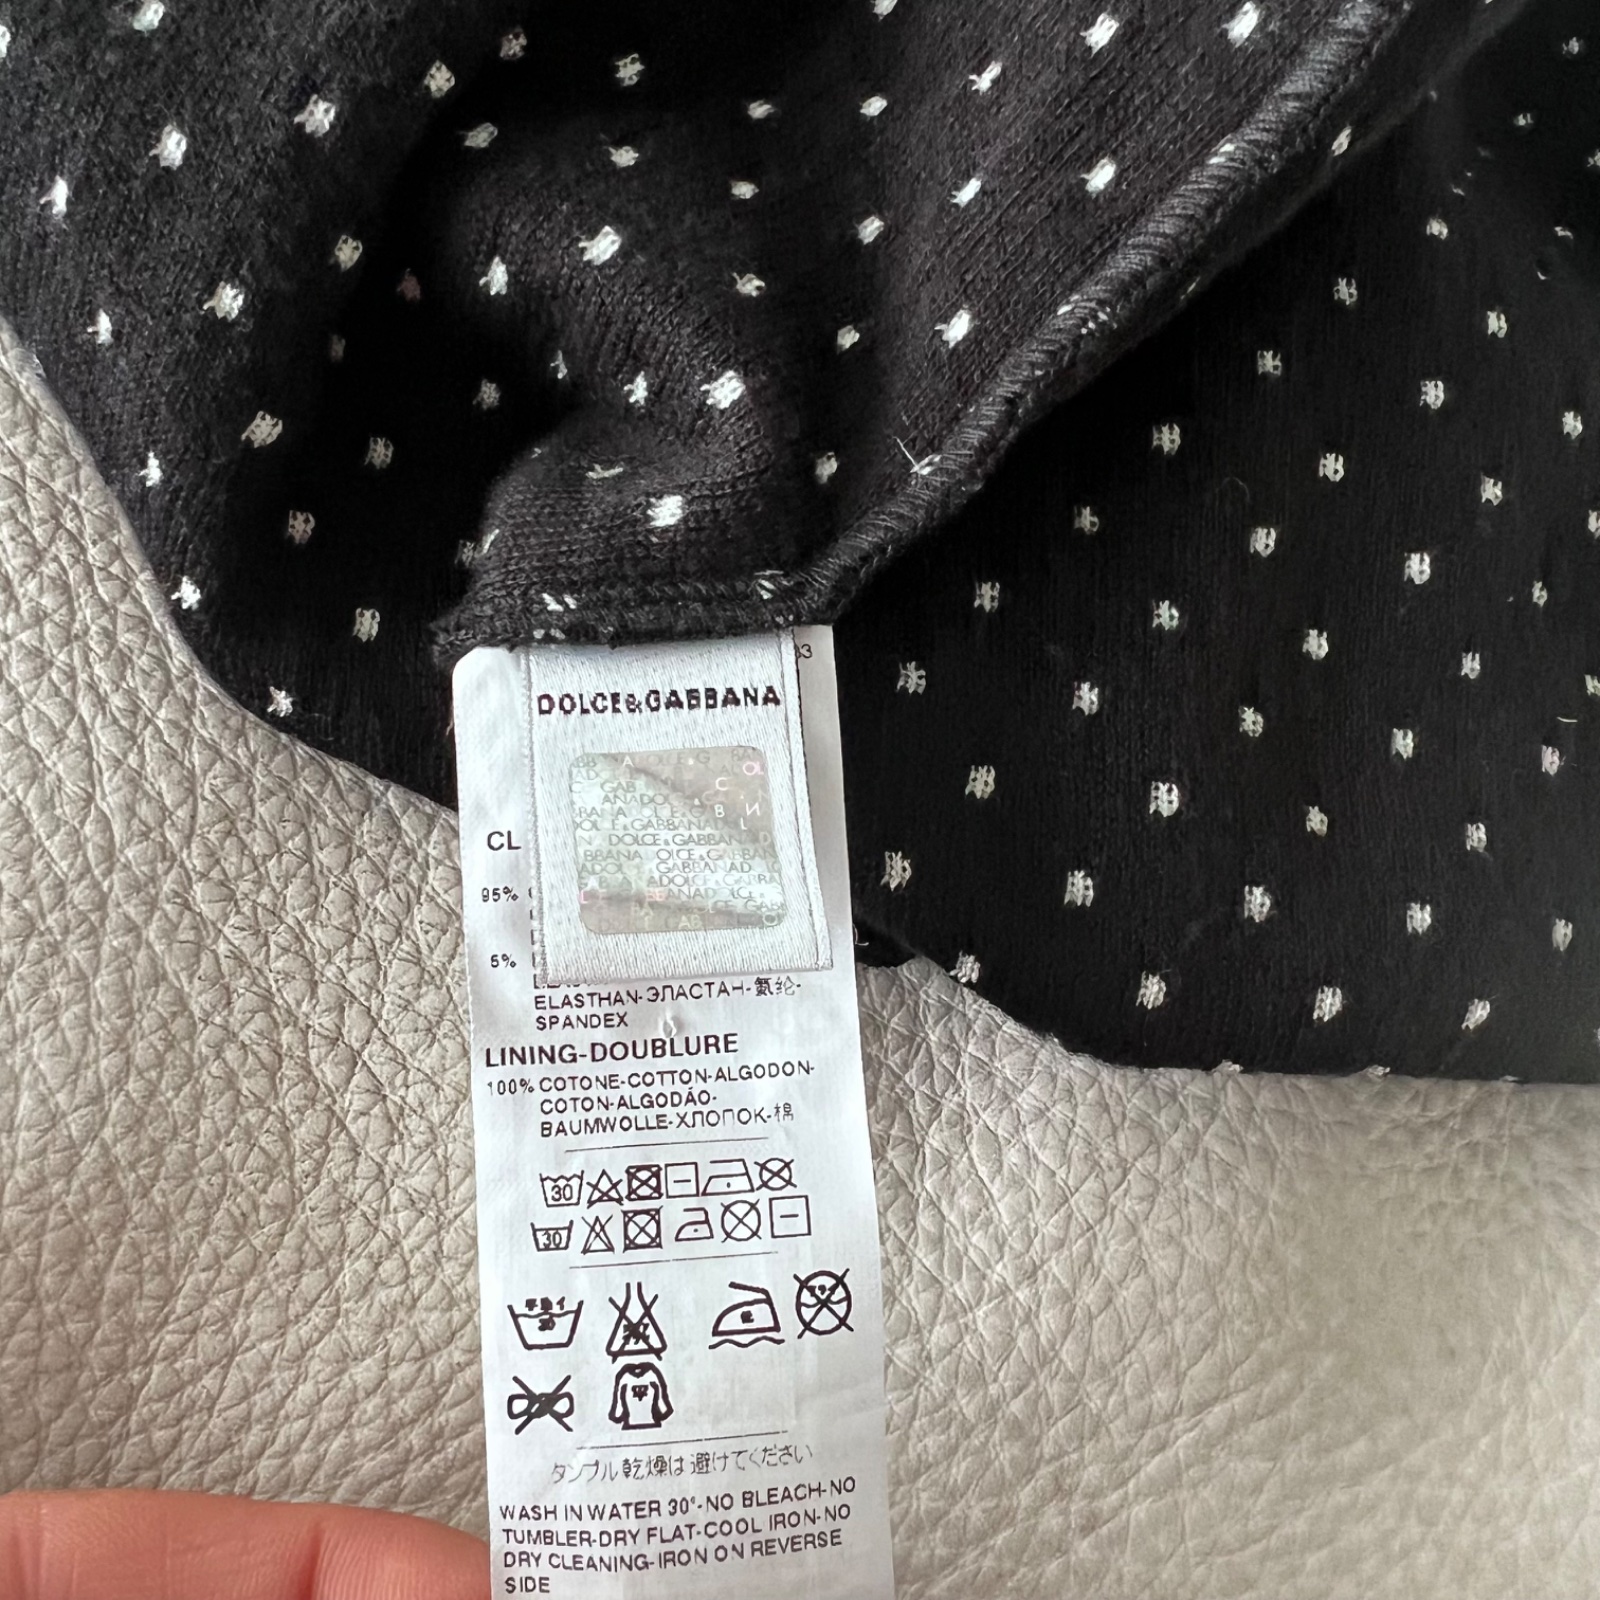 DOLCE&GABBANA
CL
95%
5%
ELASTHAN-ЭЛАСТАН-氨纶-
SPANDEX
LINING-DOUBLURE
100% COTONE-COTTON-ALGODON-
COTON-ALGODÃO-
BAUMWOLLE-ХЛОПОК-棉
30
30
タンブル乾燥は避けてください
WASH IN WATER 30°-NO BLEACH-NO
TUMBLER-DRY FLAT-COOL IRON-NO
DRY CLEANING-IRON ON REVERSE
SIDE